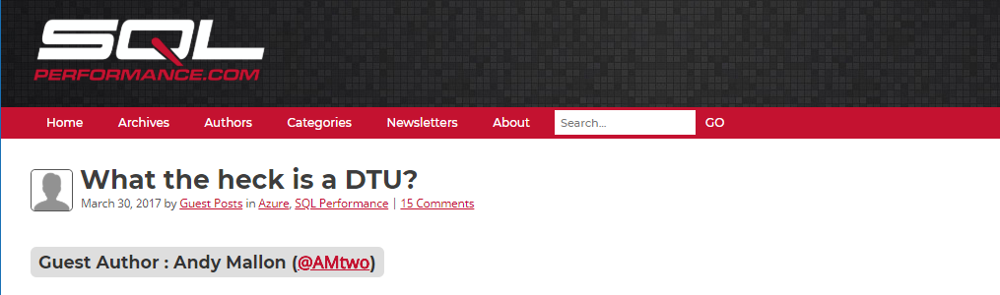 SQL
PERFORMANCE.COM
Home Archives Authors Categories Newsletters About Search... GO
What the heck is a DTU?
March 30, 2017 by Guest Posts in Azure, SQL Performance | 15 Comments
Guest Author : Andy Mallon (@AMtwo)